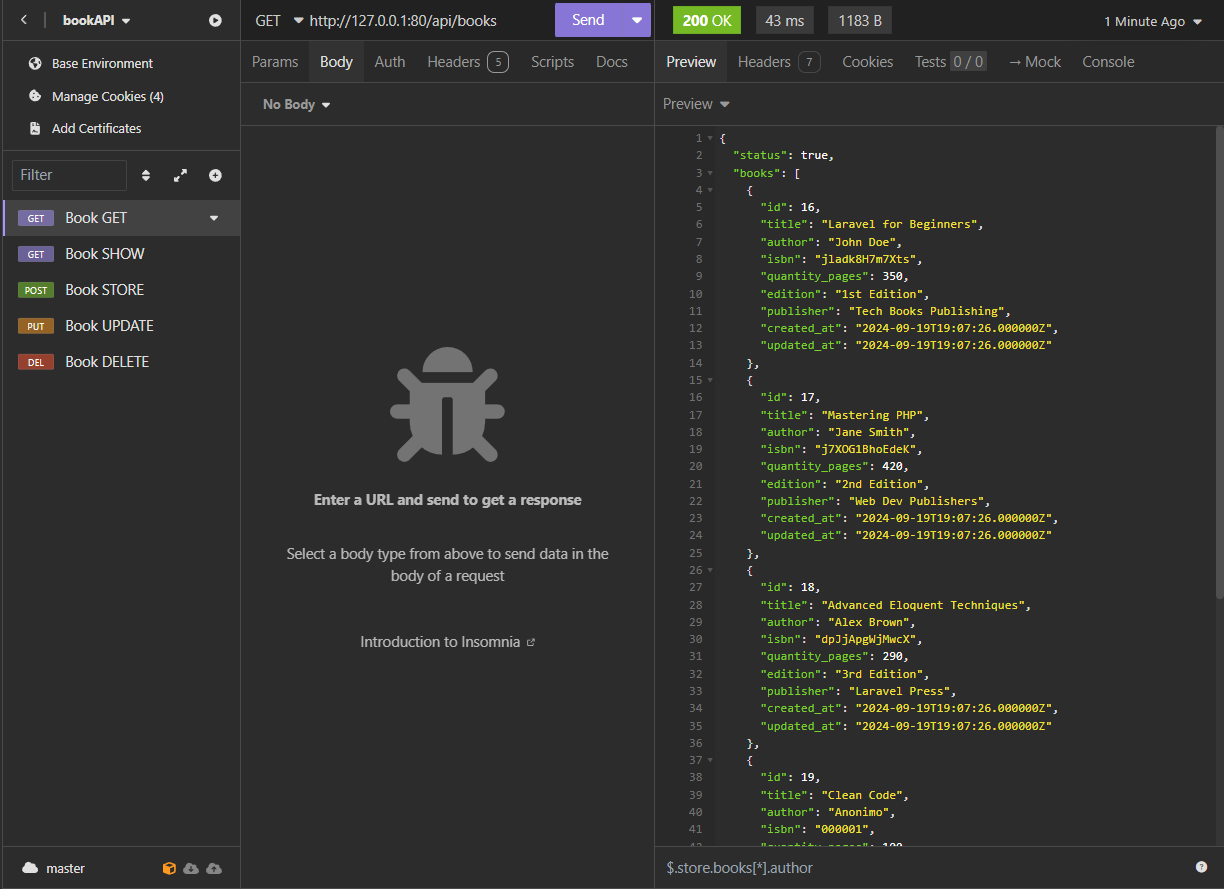 bookAPI
Base Environment
Manage Cookies (4)
Add Certificates
Filter
GET Book GET
GET Book SHOW
POST Book STORE
PUT Book UPDATE
DEL Book DELETE
master
GET http://127.0.0.1:80/api/books Send
Params Body Auth Headers 5 Scripts Docs
No Body
Enter a URL and send to get a response
Select a body type from above to send data in the
body of a request
Introduction to Insomnia
200 OK 43 ms 1183 B 1 Minute Ago
Preview Headers 7 Cookies Tests 0 / 0 → Mock Console
Preview
1 {
2 "status": true,
3 "books": [
4 {
5 "id": 16,
6 "title": "Laravel for Beginners",
7 "author": "John Doe",
8 "isbn": "jladk8H7m7Xts",
9 "quantity_pages": 350,
10 "edition": "1st Edition",
11 "publisher": "Tech Books Publishing",
12 "created_at": "2024-09-19T19:07:26.000000Z",
13 "updated_at": "2024-09-19T19:07:26.000000Z"
14 },
15 {
16 "id": 17,
17 "title": "Mastering PHP",
18 "author": "Jane Smith",
19 "isbn": "j7XOG1BhoEdeK",
20 "quantity_pages": 420,
21 "edition": "2nd Edition",
22 "publisher": "Web Dev Publishers",
23 "created_at": "2024-09-19T19:07:26.000000Z",
24 "updated_at": "2024-09-19T19:07:26.000000Z"
25 },
26 {
27 "id": 18,
28 "title": "Advanced Eloquent Techniques",
29 "author": "Alex Brown",
30 "isbn": "dpJjApgWjMwcX",
31 "quantity_pages": 290,
32 "edition": "3rd Edition",
33 "publisher": "Laravel Press",
34 "created_at": "2024-09-19T19:07:26.000000Z",
35 "updated_at": "2024-09-19T19:07:26.000000Z"
36 },
37 {
38 "id": 19,
39 "title": "Clean Code",
40 "author": "Anonimo",
41 "isbn": "000001",
$.store.books[*].author